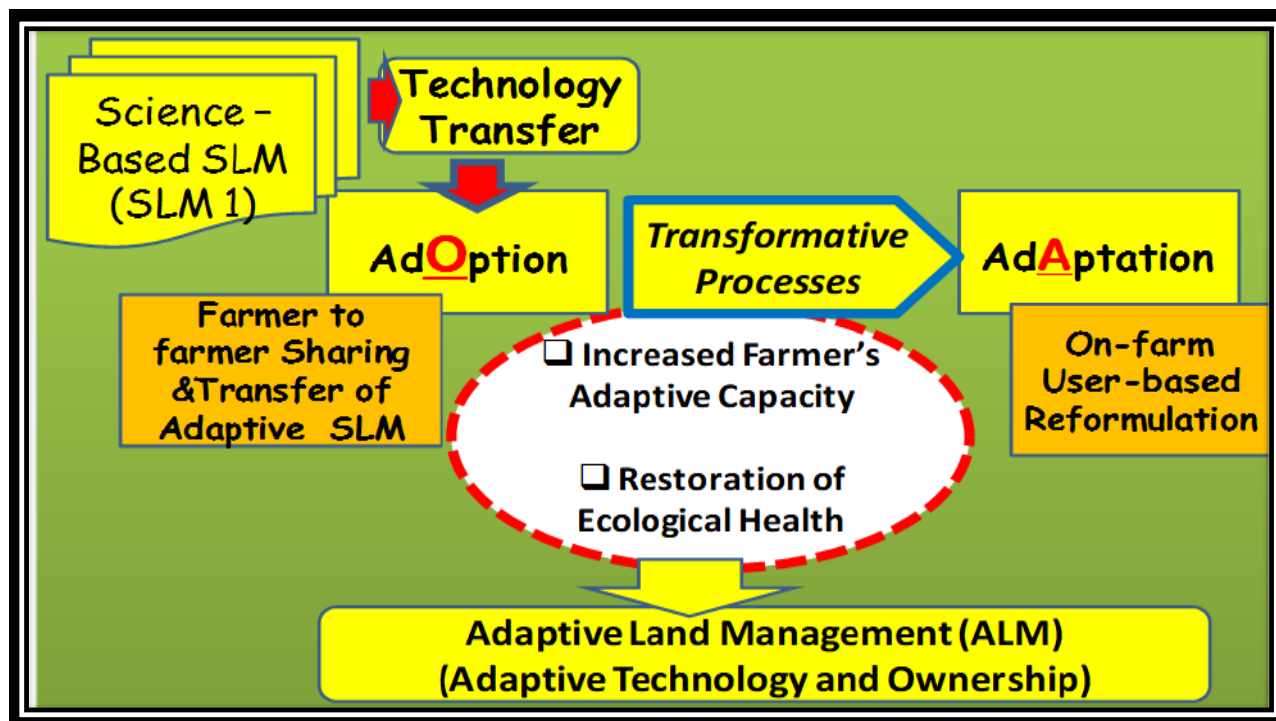 Science –
Based SLM
(SLM 1)
Technology
Transfer
AdOption
Transformative
Processes
AdAptation
Farmer to
farmer Sharing
&Transfer of
Adaptive SLM
❑ Increased Farmer’s
Adaptive Capacity
❑ Restoration of
Ecological Health
On-farm
User-based
Reformulation
Adaptive Land Management (ALM)
(Adaptive Technology and Ownership)